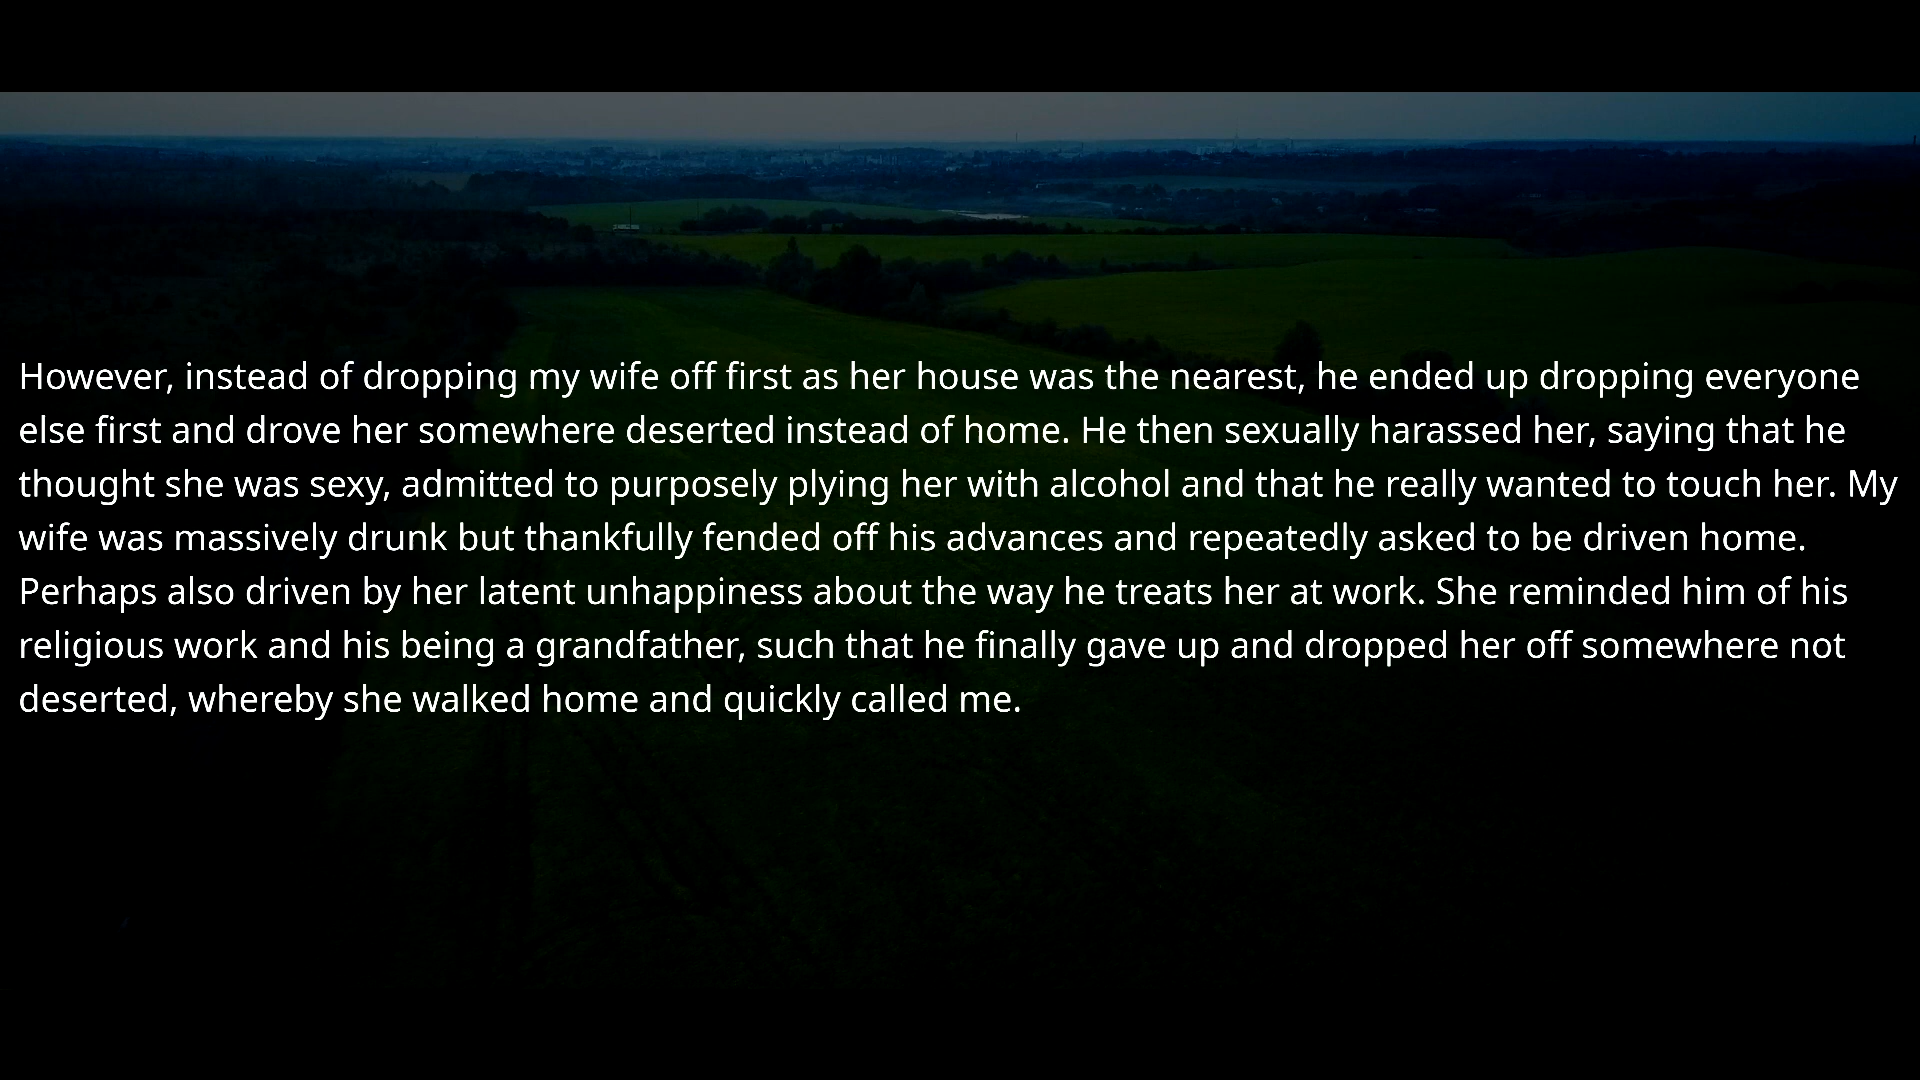 However, instead of dropping my wife off first as her house was the nearest, he ended up dropping everyone
else first and drove her somewhere deserted instead of home. He then sexually harassed her, saying that he
thought she was sexy, admitted to purposely plying her with alcohol and that he really wanted to touch her. My
wife was massively drunk but thankfully fended off his advances and repeatedly asked to be driven home.
Perhaps also driven by her latent unhappiness about the way he treats her at work. She reminded him of his
religious work and his being a grandfather, such that he finally gave up and dropped her off somewhere not
deserted, whereby she walked home and quickly called me.